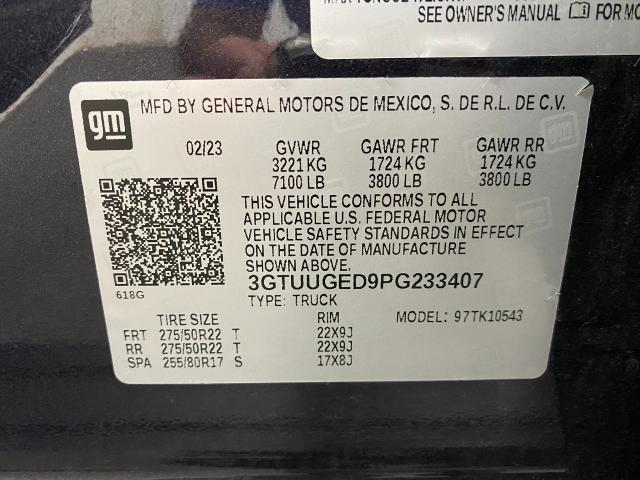 SEE OWNER'S MANUAL FOR MO
gm
MFD BY GENERAL MOTORS DE MEXICO, S. DE R.L. DE C.V.
02/23 GVWR GAWR FRT GAWR RR
3221 KG 1724 KG 1724 KG
7100 LB 3800 LB 3800 LB
THIS VEHICLE CONFORMS TO ALL
APPLICABLE U.S. FEDERAL MOTOR
VEHICLE SAFETY STANDARDS IN EFFECT
ON THE DATE OF MANUFACTURE
SHOWN ABOVE.
618G
3GTUUGED9PG233407
TYPE: TRUCK
TIRE SIZE RIM MODEL: 97TK10543
FRT 275/50R22 T 22X9J
RR 275/50R22 T 22X9J
SPA 255/80R17 S 17X8J